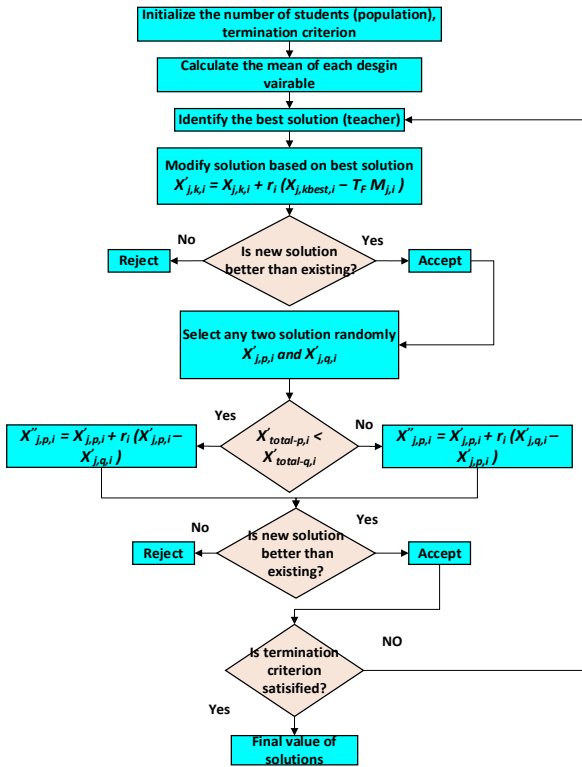 Initialize the number of students (population),
termination criterion
Calculate the mean of each desgin
vairable
Identify the best solution (teacher)
Modify solution based on best solution
X'j,k,i = Xj,k,i + ri (Xj,kbest,i – TF Mj,i )
No
Yes
Is new solution
better than existing?
Reject
Accept
Select any two solution randomly
X'j,p,i and X'j,q,i
Yes
No
X'total-p,i <
X'total-q,i
X''j,p,i = X'j,p,i + ri (X'j,p,i –
X'j,q,i )
X''j,p,i = X'j,p,i + ri (X'j,q,i –
X'j,p,i )
No
Yes
Is new solution
better than
existing?
Reject
Accept
NO
Is termination
criterion
satisified?
Yes
Final value of
solutions